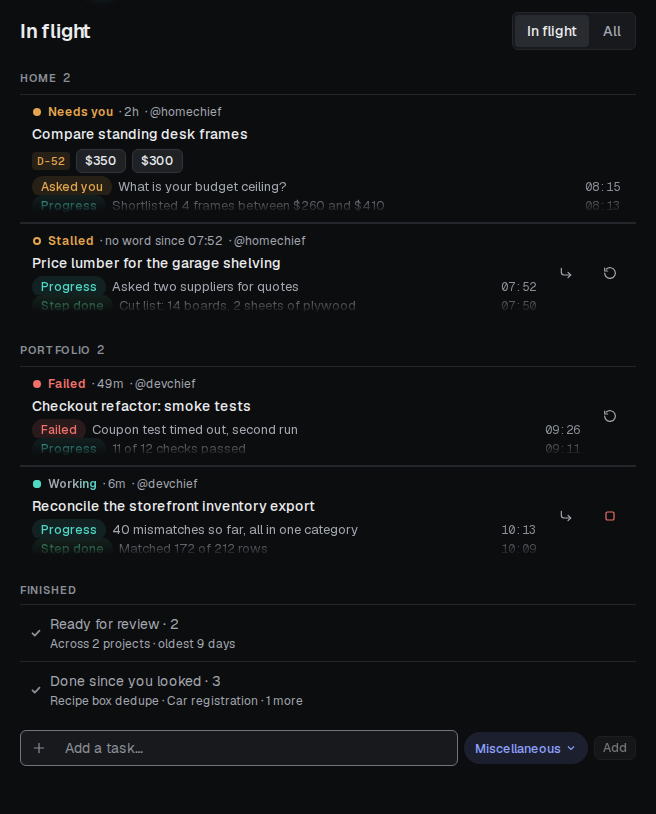 In flight
In flight All
HOME 2
Needs you · 2h · @homechief
Compare standing desk frames
D-52 $350 $300
Asked you What is your budget ceiling? 08:15
Progress Shortlisted 4 frames between $260 and $410 08:13
Stalled · no word since 07:52 · @homechief
Price lumber for the garage shelving
Progress Asked two suppliers for quotes 07:52
Step done Cut list: 14 boards, 2 sheets of plywood 07:50
PORTFOLIO 2
Failed · 49m · @devchief
Checkout refactor: smoke tests
Failed Coupon test timed out, second run 09:26
Progress 11 of 12 checks passed 09:11
Working · 6m · @devchief
Reconcile the storefront inventory export
Progress 40 mismatches so far, all in one category 10:13
Step done Matched 172 of 212 rows 10:09
FINISHED
Ready for review · 2
Across 2 projects · oldest 9 days
Done since you looked · 3
Recipe box dedupe · Car registration · 1 more
Add a task... Miscellaneous Add